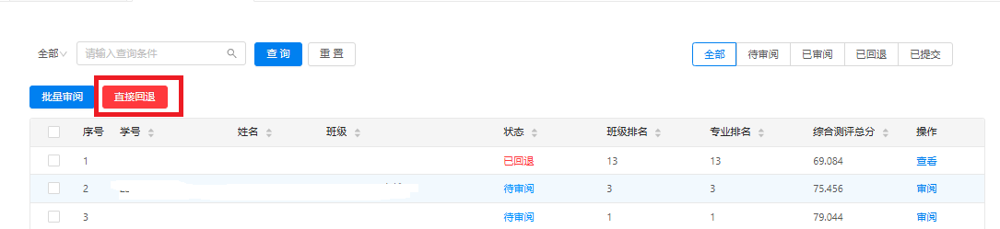 全部 请输入查询条件 查 询 重 置 全部 待审阅 已审阅 已回退 已提交
批量审阅 直接回退
序号 学号 姓名 班级 状态 班级排名 专业排名 综合测评总分 操作
1 已回退 13 13 69.084 查看
2 待审阅 3 3 75.456 审阅
3 待审阅 1 1 79.044 审阅